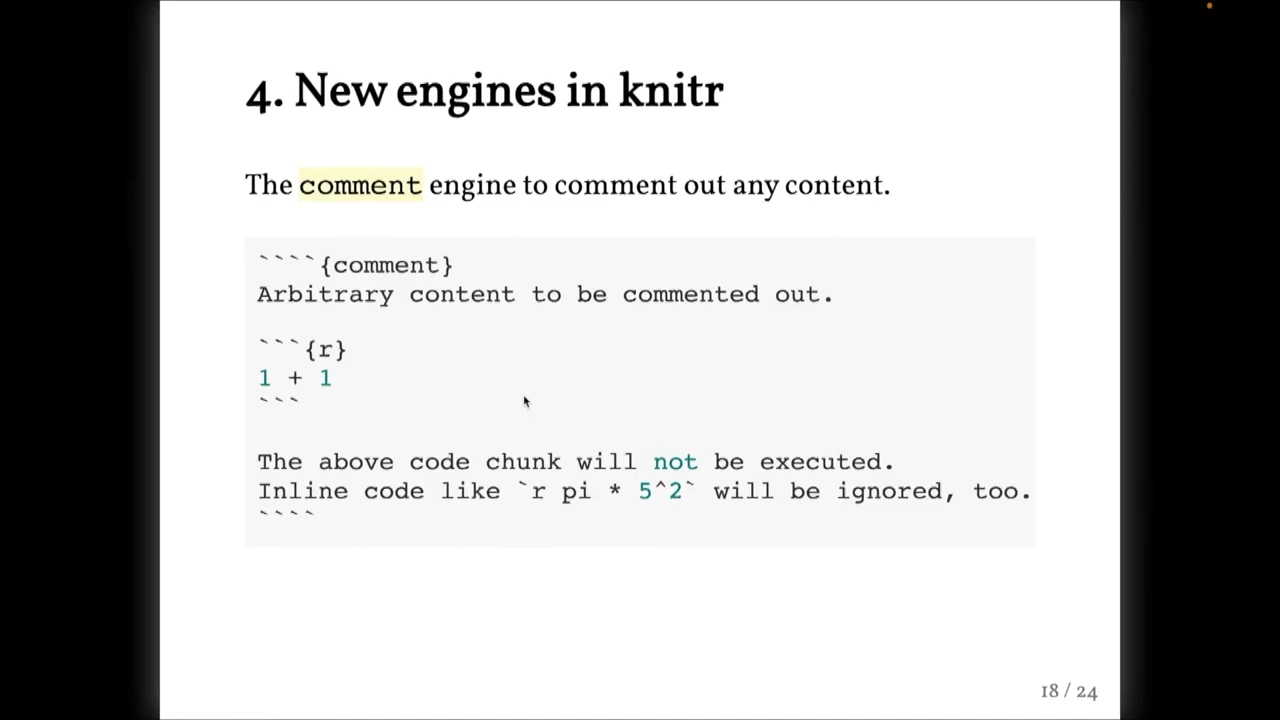 4. New engines in knitr
The comment engine to comment out any content.
````{comment}
Arbitrary content to be commented out.
```{r}
1 + 1
```
The above code chunk will not be executed.
Inline code like `r pi * 5^2` will be ignored, too.
````
18 / 24